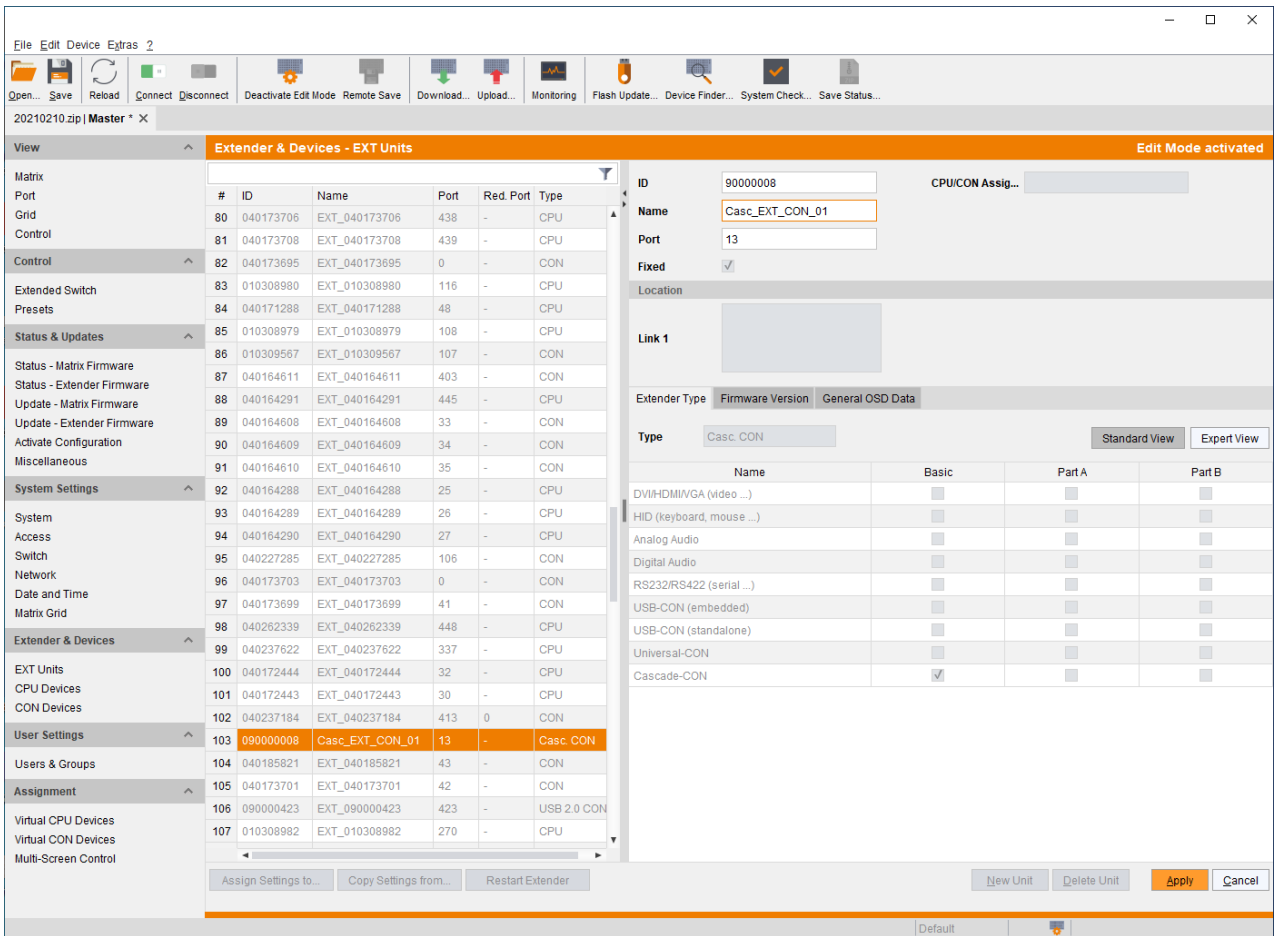 File Edit Device Extras ?
Open... Save Reload Connect Disconnect Deactivate Edit Mode Remote Save Download... Upload... Monitoring Flash Update... Device Finder... System Check... Save Status...
20210210.zip | Master *
View
Matrix
Port
Grid
Control
Control
Extended Switch
Presets
Status & Updates
Status - Matrix Firmware
Status - Extender Firmware
Update - Matrix Firmware
Update - Extender Firmware
Activate Configuration
Miscellaneous
System Settings
System
Access
Switch
Network
Date and Time
Matrix Grid
Extender & Devices
EXT Units
CPU Devices
CON Devices
User Settings
Users & Groups
Assignment
Virtual CPU Devices
Virtual CON Devices
Multi-Screen Control
Extender & Devices - EXT Units Edit Mode activated
# ID Name Port Red. Port Type
80 040173706 EXT_040173706 438 - CPU
81 040173708 EXT_040173708 439 - CPU
82 040173695 EXT_040173695 0 - CON
83 010308980 EXT_010308980 116 - CPU
84 040171288 EXT_040171288 48 - CPU
85 010308979 EXT_010308979 108 - CPU
86 010309567 EXT_010309567 107 - CON
87 040164611 EXT_040164611 403 - CON
88 040164291 EXT_040164291 445 - CPU
89 040164608 EXT_040164608 33 - CON
90 040164609 EXT_040164609 34 - CON
91 040164610 EXT_040164610 35 - CON
92 040164288 EXT_040164288 25 - CPU
93 040164289 EXT_040164289 26 - CPU
94 040164290 EXT_040164290 27 - CPU
95 040227285 EXT_040227285 106 - CON
96 040173703 EXT_040173703 0 - CON
97 040173699 EXT_040173699 41 - CON
98 040262339 EXT_040262339 448 - CPU
99 040237622 EXT_040237622 337 - CPU
100 040172444 EXT_040172444 32 - CPU
101 040172443 EXT_040172443 30 - CPU
102 040237184 EXT_040237184 413 0 CON
103 090000008 Casc_EXT_CON_01 13 - Casc. CON
104 040185821 EXT_040185821 43 - CON
105 040173701 EXT_040173701 42 - CON
106 090000423 EXT_090000423 423 - USB 2.0 CON
107 010308982 EXT_010308982 270 - CPU
ID 90000008 CPU/CON Assig...
Name Casc_EXT_CON_01
Port 13
Fixed
Location
Link 1
Extender Type Firmware Version General OSD Data
Type Casc. CON Standard View Expert View
Name Basic Part A Part B
DVI/HDMI/VGA (video ...)
HID (keyboard, mouse ...)
Analog Audio
Digital Audio
RS232/RS422 (serial ...)
USB-CON (embedded)
USB-CON (standalone)
Universal-CON
Cascade-CON
Assign Settings to... Copy Settings from... Restart Extender New Unit Delete Unit Apply Cancel
Default